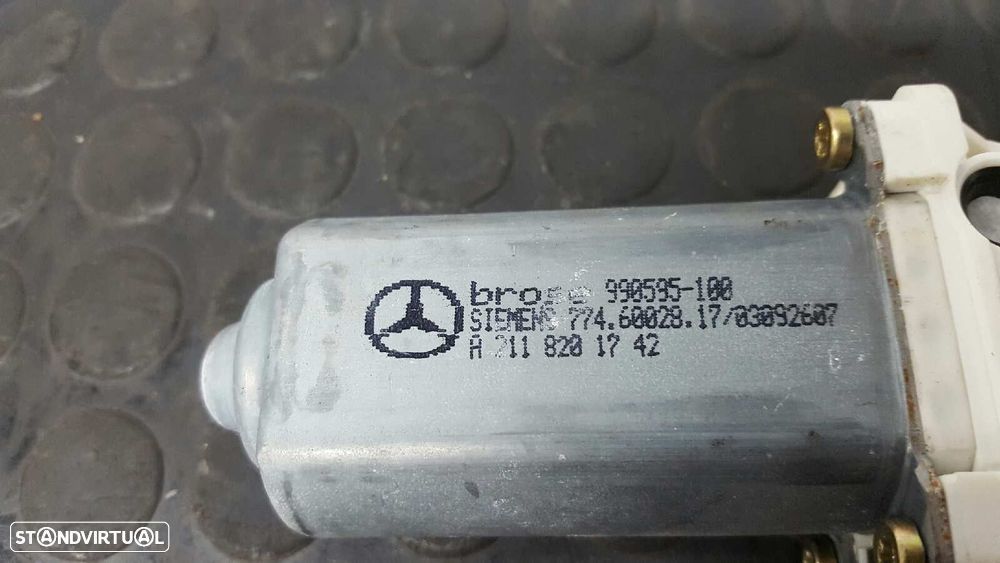 brose 990595-100
SIEMENS 774.60028.17/03092607
A 211 820 17 42
STANDVIRTUAL